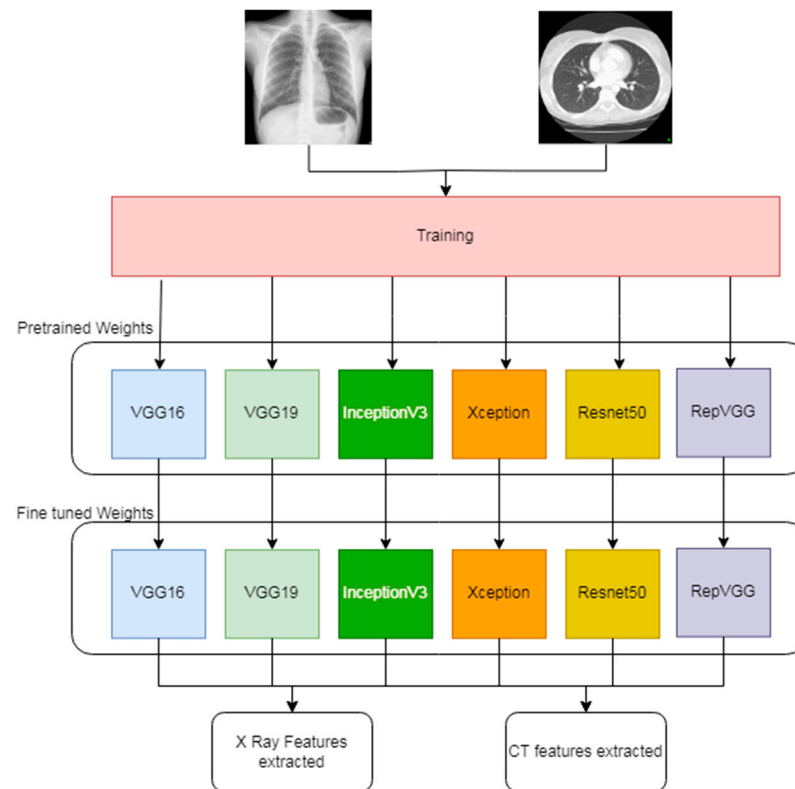 Training
Pretrained Weights
VGG16
VGG19
InceptionV3
Xception
Resnet50
RepVGG
Fine tuned Weights
VGG16
VGG19
InceptionV3
Xception
Resnet50
RepVGG
X Ray Features
extracted
CT features extracted